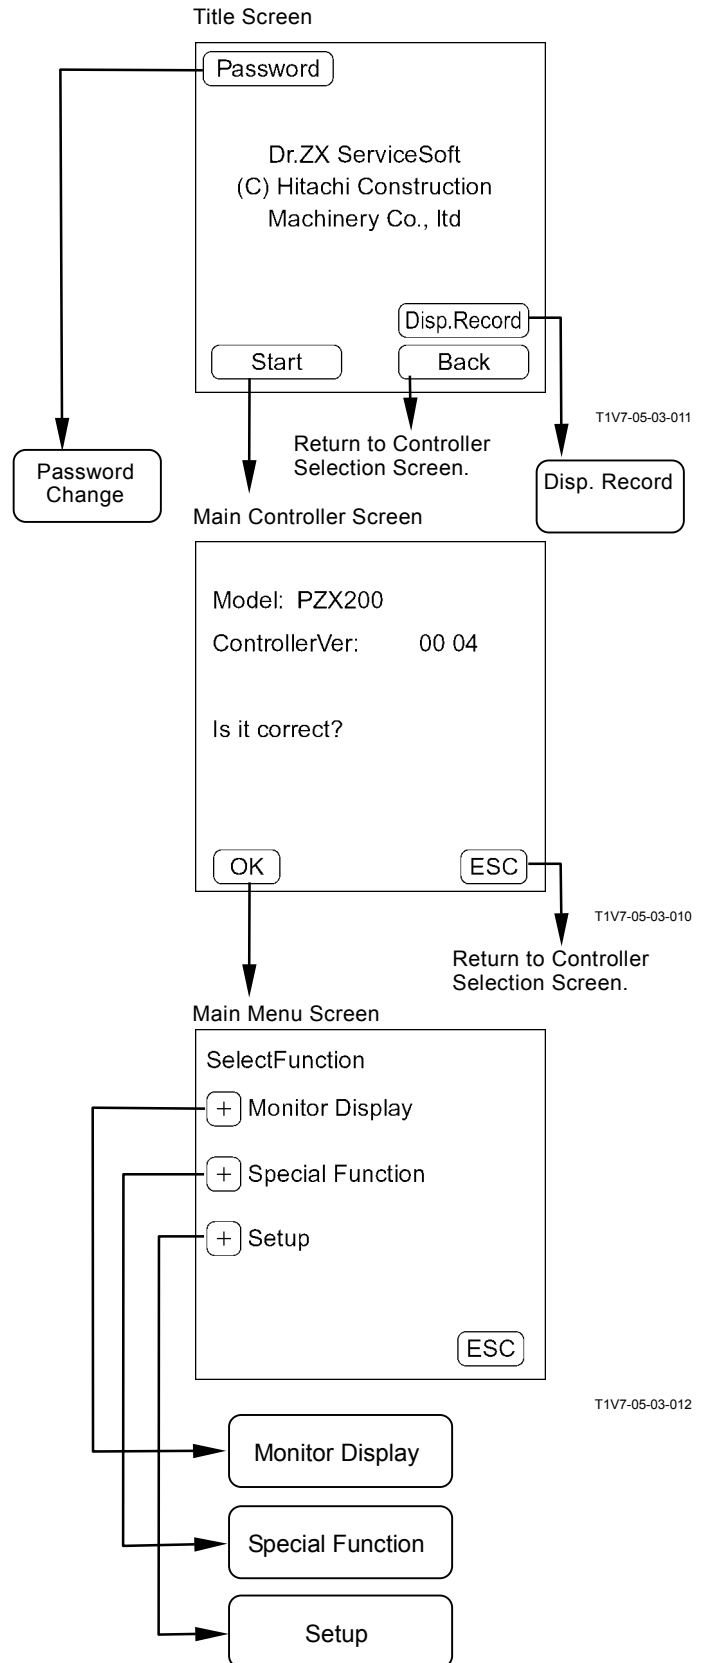 Title Screen
Password
Dr.ZX ServiceSoft
(C) Hitachi Construction
Machinery Co., ltd
Disp.Record
Start
Back
T1V7-05-03-011
Return to Controller
Selection Screen.
Password
Change
Disp. Record
Main Controller Screen
Model: PZX200
ControllerVer: 00 04
Is it correct?
OK
ESC
T1V7-05-03-010
Return to Controller
Selection Screen.
Main Menu Screen
SelectFunction
+ Monitor Display
+ Special Function
+ Setup
ESC
T1V7-05-03-012
Monitor Display
Special Function
Setup